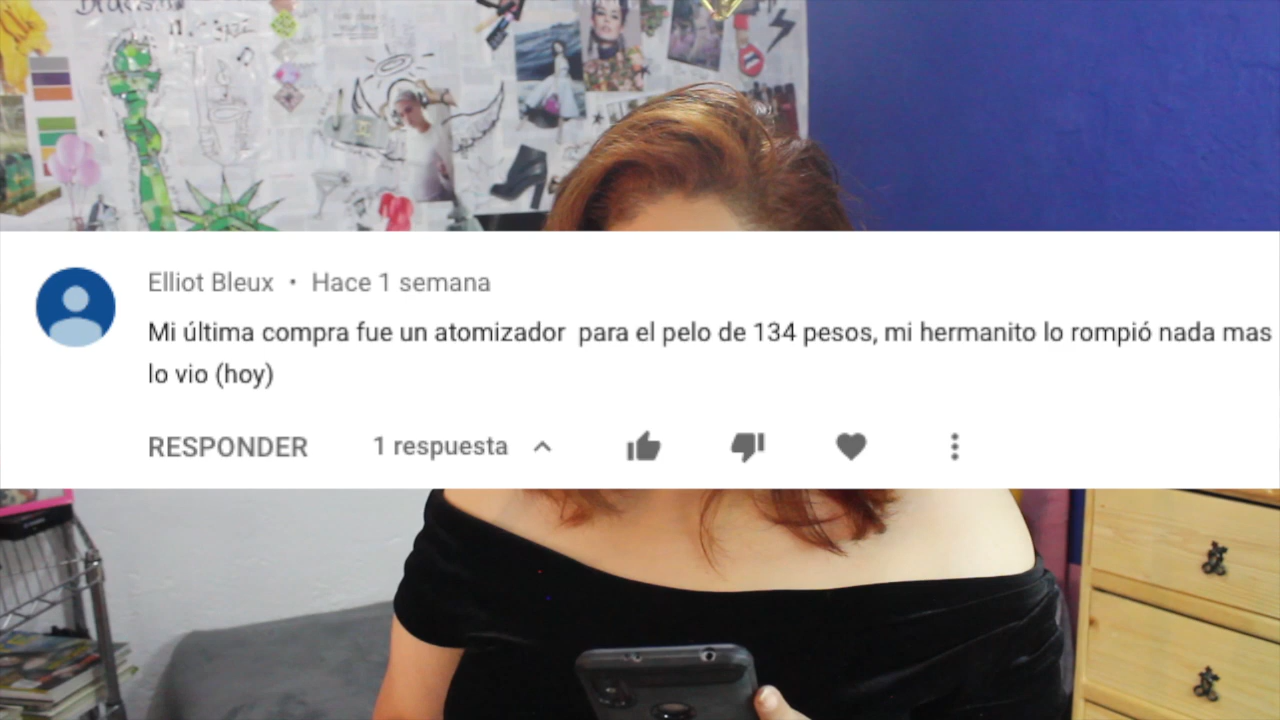 Elliot Bleux • Hace 1 semana
Mi última compra fue un atomizador para el pelo de 134 pesos, mi hermanito lo rompió nada mas
lo vio (hoy)
RESPONDER 1 respuesta